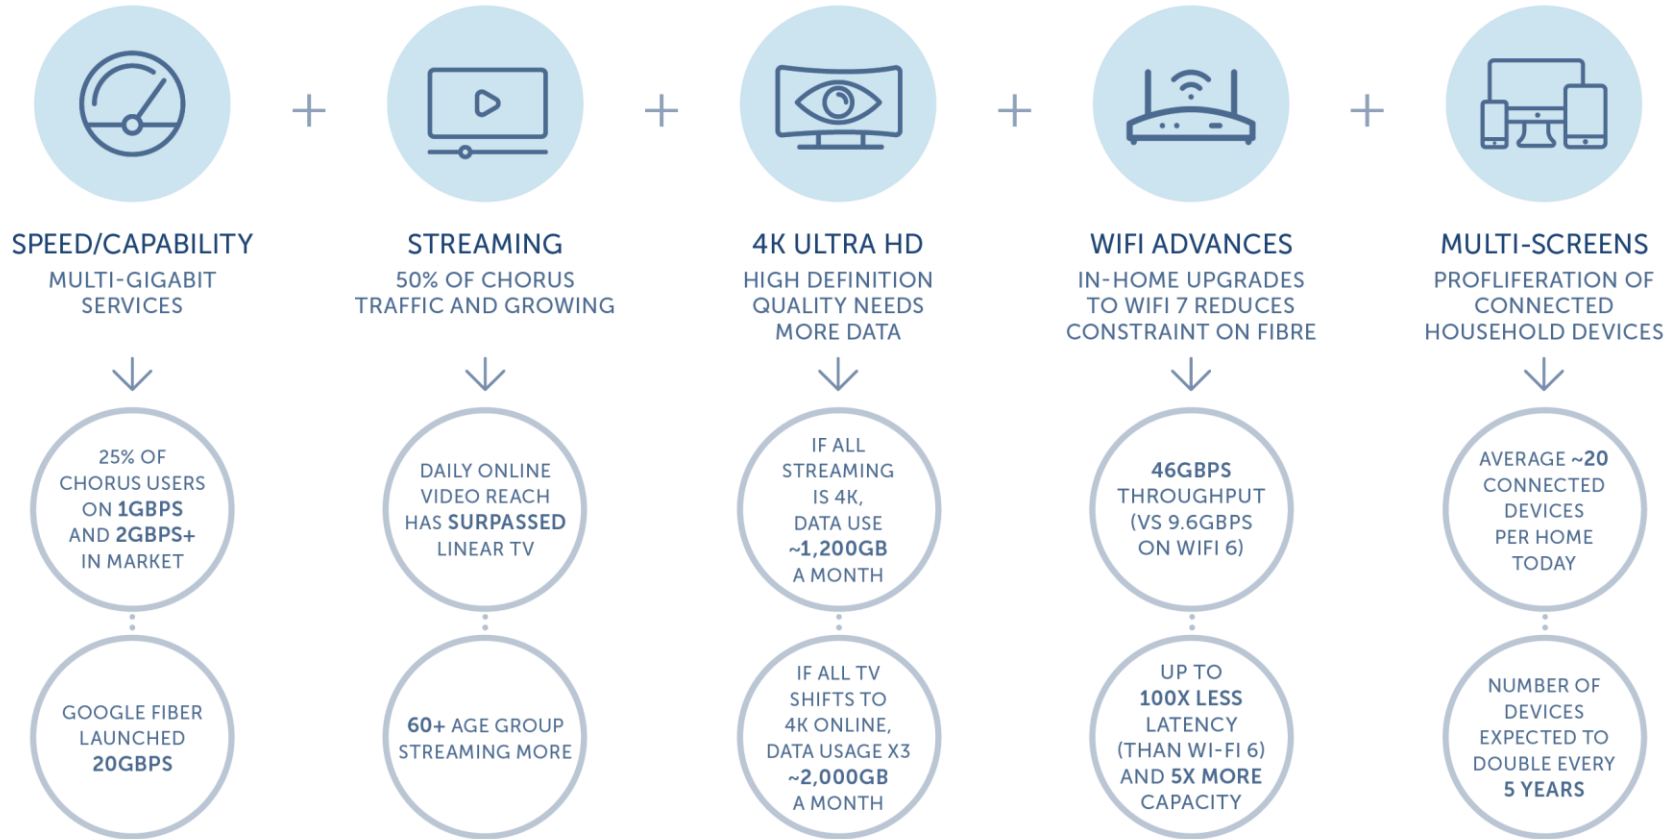 SPEED/CAPABILITY
MULTI-GIGABIT
SERVICES
25% OF
CHORUS USERS
ON 1GBPS
AND 2GBPS+
IN MARKET
GOOGLE FIBER
LAUNCHED
20GBPS
STREAMING
50% OF CHORUS
TRAFFIC AND GROWING
DAILY ONLINE
VIDEO REACH
HAS SURPASSED
LINEAR TV
60+ AGE GROUP
STREAMING MORE
4K ULTRA HD
HIGH DEFINITION
QUALITY NEEDS
MORE DATA
IF ALL
STREAMING
IS 4K,
DATA USE
~1,200GB
A MONTH
IF ALL TV
SHIFTS TO
4K ONLINE,
DATA USAGE X3
~2,000GB
A MONTH
WIFI ADVANCES
IN-HOME UPGRADES
TO WIFI 7 REDUCES
CONSTRAINT ON FIBRE
46GBPS
THROUGHPUT
(VS 9.6GBPS
ON WIFI 6)
UP TO
100X LESS
LATENCY
(THAN WI-FI 6)
AND 5X MORE
CAPACITY
MULTI-SCREENS
PROFLIFERATION OF
CONNECTED
HOUSEHOLD DEVICES
AVERAGE ~20
CONNECTED
DEVICES
PER HOME
TODAY
NUMBER OF
DEVICES
EXPECTED TO
DOUBLE EVERY
5 YEARS